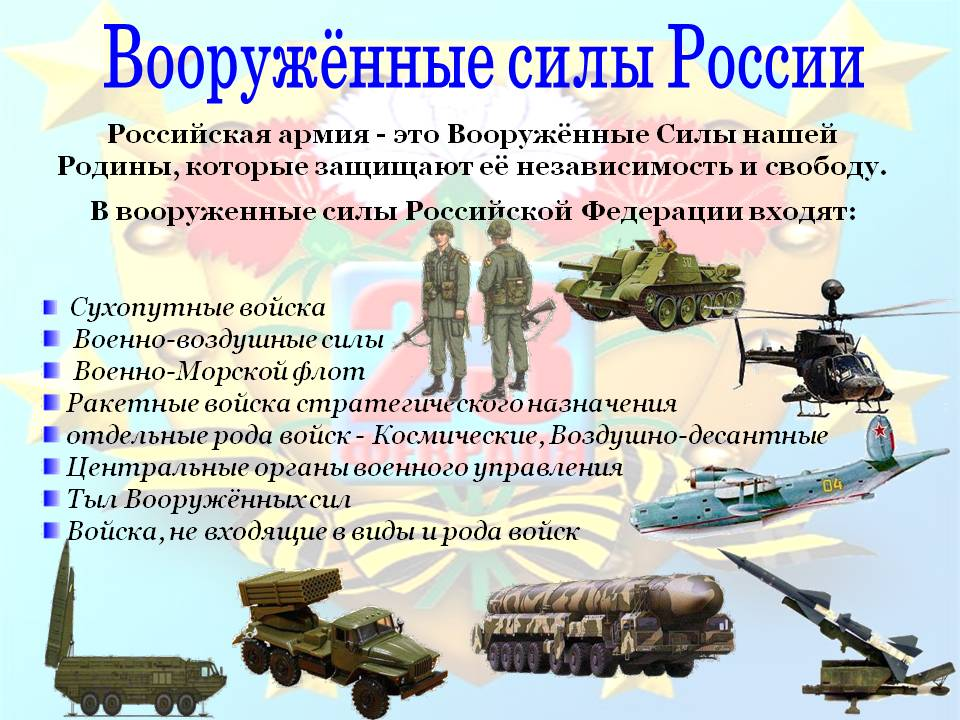 Вооружённые силы России
Российская армия - это Вооружённые Силы нашей
Родины, которые защищают её независимость и свободу.
В вооруженные силы Российской Федерации входят:
Сухопутные войска
Военно-воздушные силы
Военно-Морской флот
Ракетные войска стратегического назначения
отдельные рода войск - Космические, Воздушно-десантные
Центральные органы военного управления
Тыл Вооружённых сил
Войска, не входящие в виды и рода войск
23
ФЕВРАЛЯ
04